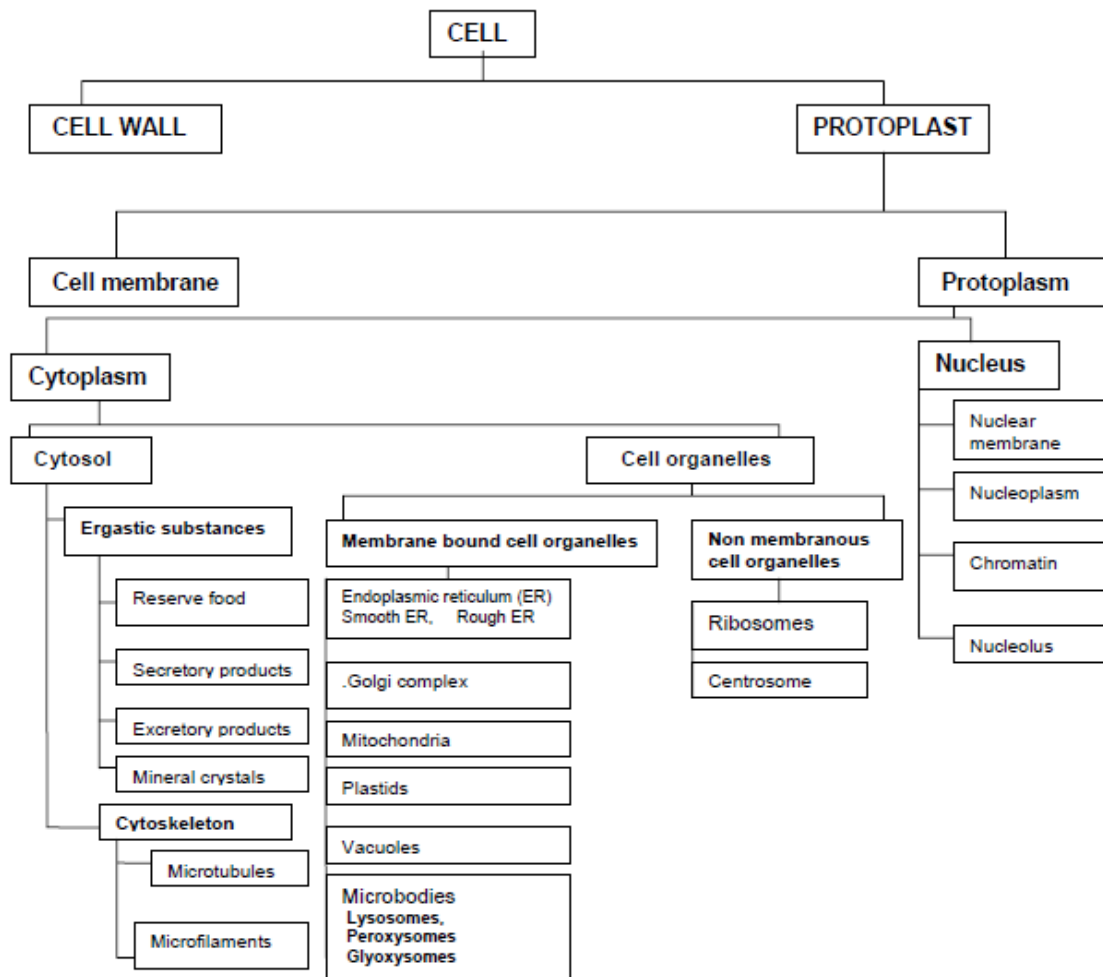 CELL
CELL WALL
PROTOPLAST
Cell membrane
Protoplasm
Cytoplasm
Nucleus
Nuclear
membrane
Nucleoplasm
Chromatin
Nucleolus
Cytosol
Cell organelles
Ergastic substances
Reserve food
Secretory products
Excretory products
Mineral crystals
Cytoskeleton
Microtubules
Microfilaments
Membrane bound cell organelles
Endoplasmic reticulum (ER)
Smooth ER, Rough ER
.Golgi complex
Mitochondria
Plastids
Vacuoles
Microbodies
Lysosomes,
Peroxysomes
Glyoxysomes
Non membranous
cell organelles
Ribosomes
Centrosome